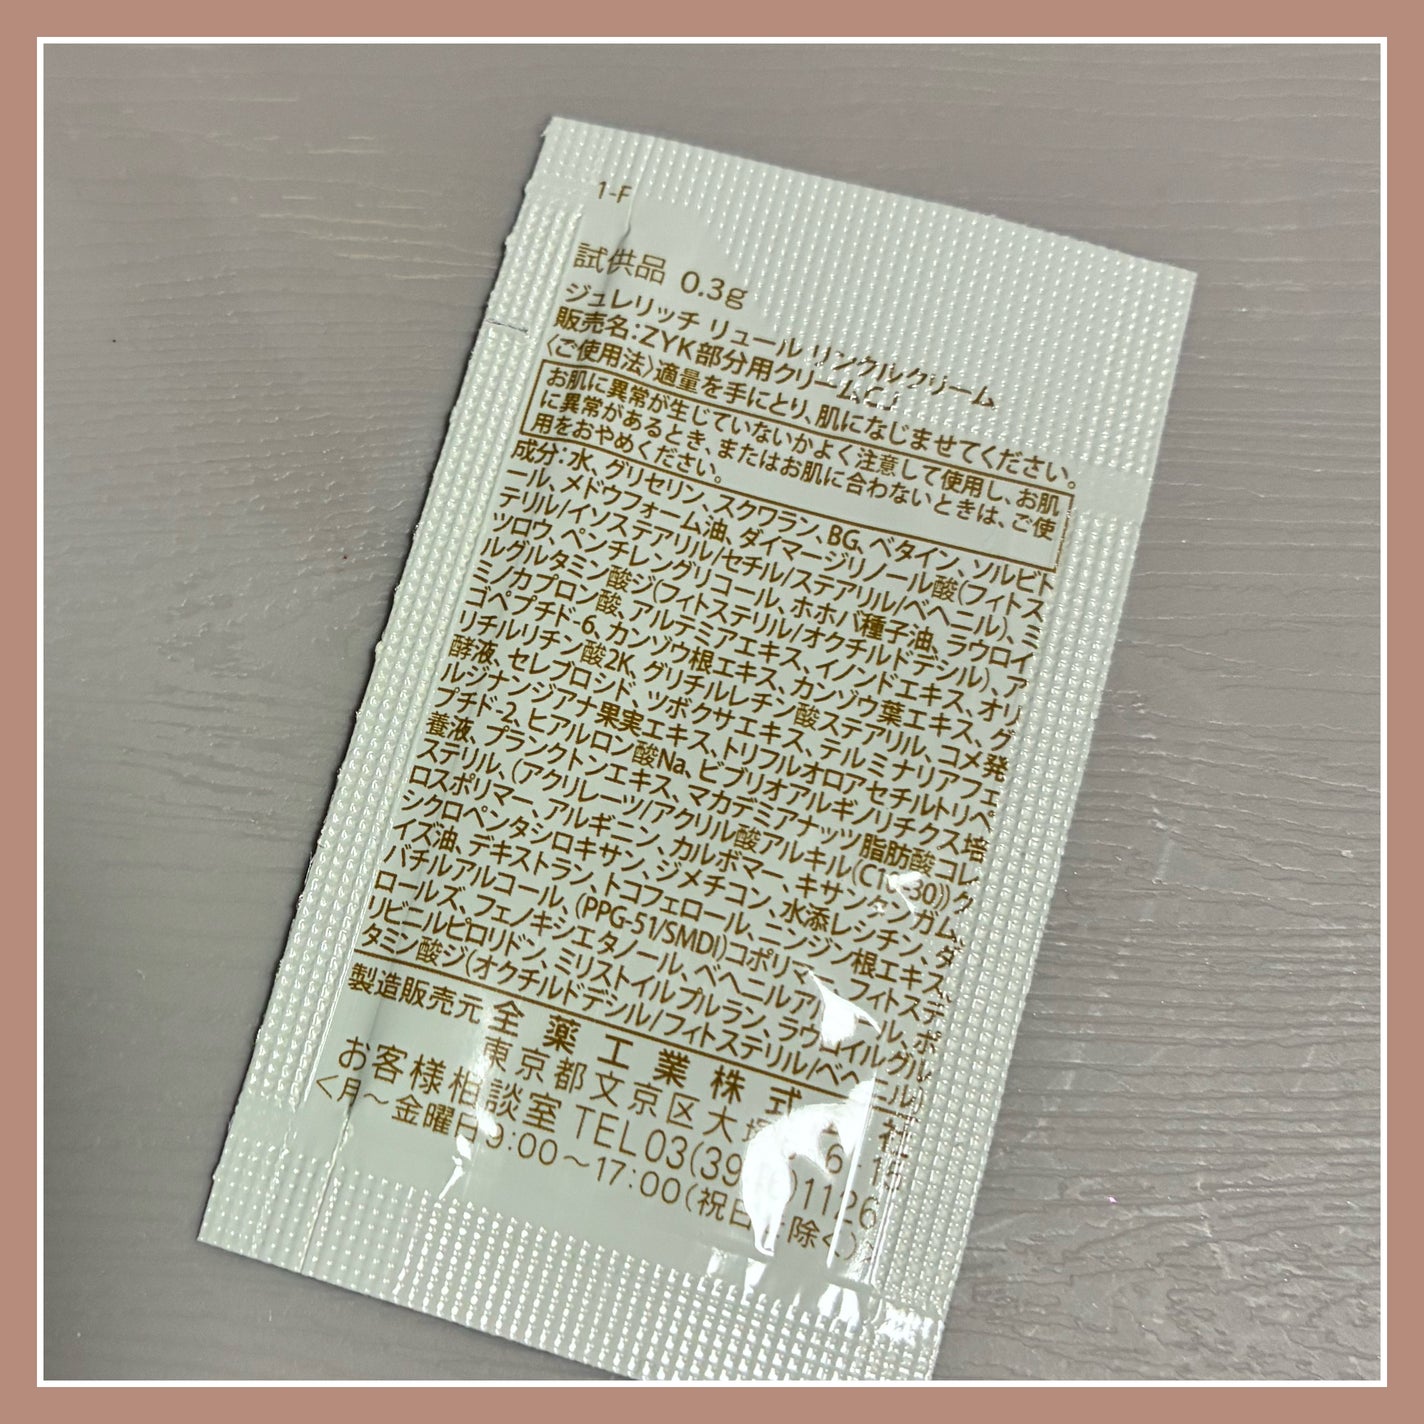 1-F
試供品 0.3g
ジュレリッチ リュール リンクルクリーム
販売名:ZYK部分用クリームCJ
〈ご使用法〉適量を手にとり、肌になじませてください。
お肌に異常が生じていないかよく注意して使用し、お肌
に異常があるとき、またはお肌に合わないときは、ご使
用をおやめください。
成分:水、グリセリン、スクワラン、BG、ベタイン、ソルビト
ール、メドウフォーム油、ダイマージリノール酸(フィトス
テリル/イソステアリル/セチル/ステアリル/ベヘニル)、ミ
ツロウ、ペンチレングリコール、ホホバ種子油、ラウロイ
ルグルタミン酸ジ(フィトステリル/オクチルドデシル)、ア
ミノカプロン酸、アルテミアエキス、イノンドエキス、オリ
ゴペプチド-6、カンゾウ根エキス、カンゾウ葉エキス、グ
リチルリチン酸2K、グリチルレチン酸ステアリル、コメ発
酵液、セレブロシド、ツボクサエキス、テルミナリアフェ
ルジナンジアナ果実エキス、トリフルオロアセチルトリペ
プチド-2、ヒアルロン酸Na、ビブリオアルギノリチクス培
養液、プランクトンエキス、マカデミアナッツ脂肪酸コレ
ステリル、(アクリレーツ/アクリル酸アルキル(C1 30))ク
ロスポリマー、アルギニン、カルボマー、キサンタンガム、
シクロペンタシロキサン、ジメチコン、水添レシチン、ダ
イズ油、デキストラン、トコフェロール、ニンジン根エキス、
バチルアルコール、(PPG-51/SMDI)コポリマー、フィトステ
ロールズ、フェノキシエタノール、ベヘニルア ール、ポ
リビニルピロリドン、ミリストイルプルラン、ラウロイルグル
タミン酸ジ(オクチルドデシル/フィトステリル/ベヘニル)
製造販売元 全薬工業株式 社
東京都文京区大塚 6-15
お客様相談室 TEL 03(39 )1126
<月～金曜日9:00～17:00(祝日 除く)